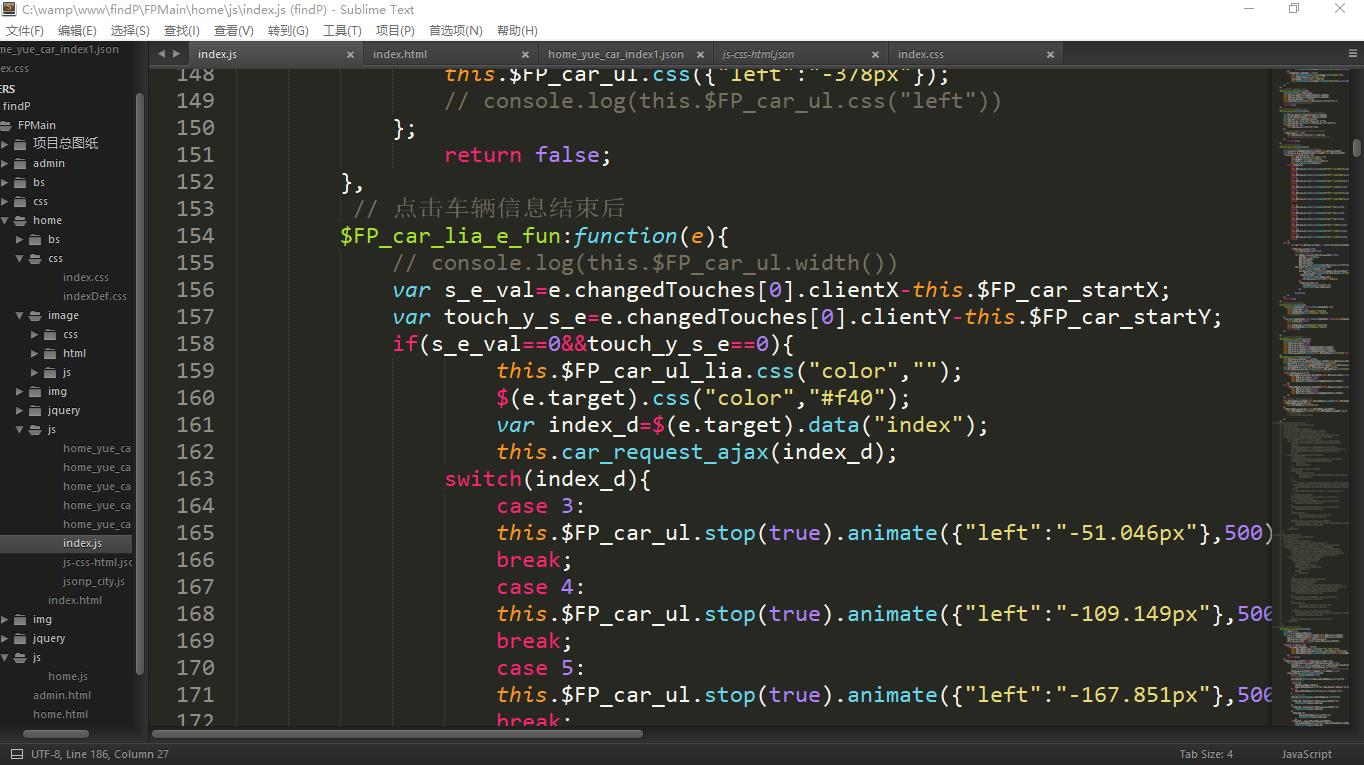 C:\wamp\www\findP\FPMain\home\js\index.js (findP) - Sublime Text
文件(F) 编辑(E) 选择(S) 查找(I) 查看(V) 转到(G) 工具(T) 项目(P) 首选项(N) 帮助(H)
me_yue_car_index1.json
ex.css
ERS
findP
FPMain
项目总图纸
admin
bs
css
home
bs
css
index.css
indexDef.css
image
css
html
js
img
jquery
js
home_yue_ca
home_yue_ca
home_yue_ca
home_yue_ca
home_yue_ca
index.js
js-css-html.jsc
jsonp_city.js
index.html
img
jquery
js
home.js
admin.html
home.html
index.js × index.html × home_yue_car_index1.json × js-css-html.json × index.css ×
148 this.$FP_car_ul.css({"left":"-378px"});
149 // console.log(this.$FP_car_ul.css("left"))
150 };
151 return false;
152 },
153 // 点击车辆信息结束后
154 $FP_car_lia_e_fun:function(e){
155 // console.log(this.$FP_car_ul.width())
156 var s_e_val=e.changedTouches[0].clientX-this.$FP_car_startX;
157 var touch_y_s_e=e.changedTouches[0].clientY-this.$FP_car_startY;
158 if(s_e_val==0&&touch_y_s_e==0){
159 this.$FP_car_ul_lia.css("color","");
160 $(e.target).css("color","#f40");
161 var index_d=$(e.target).data("index");
162 this.car_request_ajax(index_d);
163 switch(index_d){
164 case 3:
165 this.$FP_car_ul.stop(true).animate({"left":"-51.046px"},500)
166 break;
167 case 4:
168 this.$FP_car_ul.stop(true).animate({"left":"-109.149px"},500
169 break;
170 case 5:
171 this.$FP_car_ul.stop(true).animate({"left":"-167.851px"},500
172 break;
UTF-8, Line 186, Column 27 Tab Size: 4 JavaScript